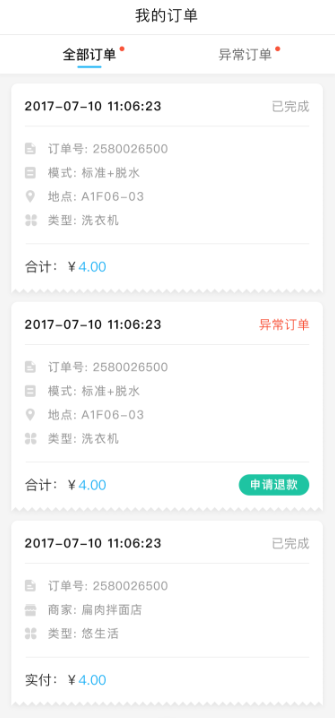 我的订单
全部订单 异常订单
2017-07-10 11:06:23 已完成
订单号: 2580026500
模式: 标准+脱水
地点: A1F06-03
类型: 洗衣机
合计: ¥4.00
2017-07-10 11:06:23 异常订单
订单号: 2580026500
模式: 标准+脱水
地点: A1F06-03
类型: 洗衣机
合计: ¥4.00 申请退款
2017-07-10 11:06:23 已完成
订单号: 2580026500
商家: 扁肉拌面店
类型: 悠生活
实付: ¥4.00